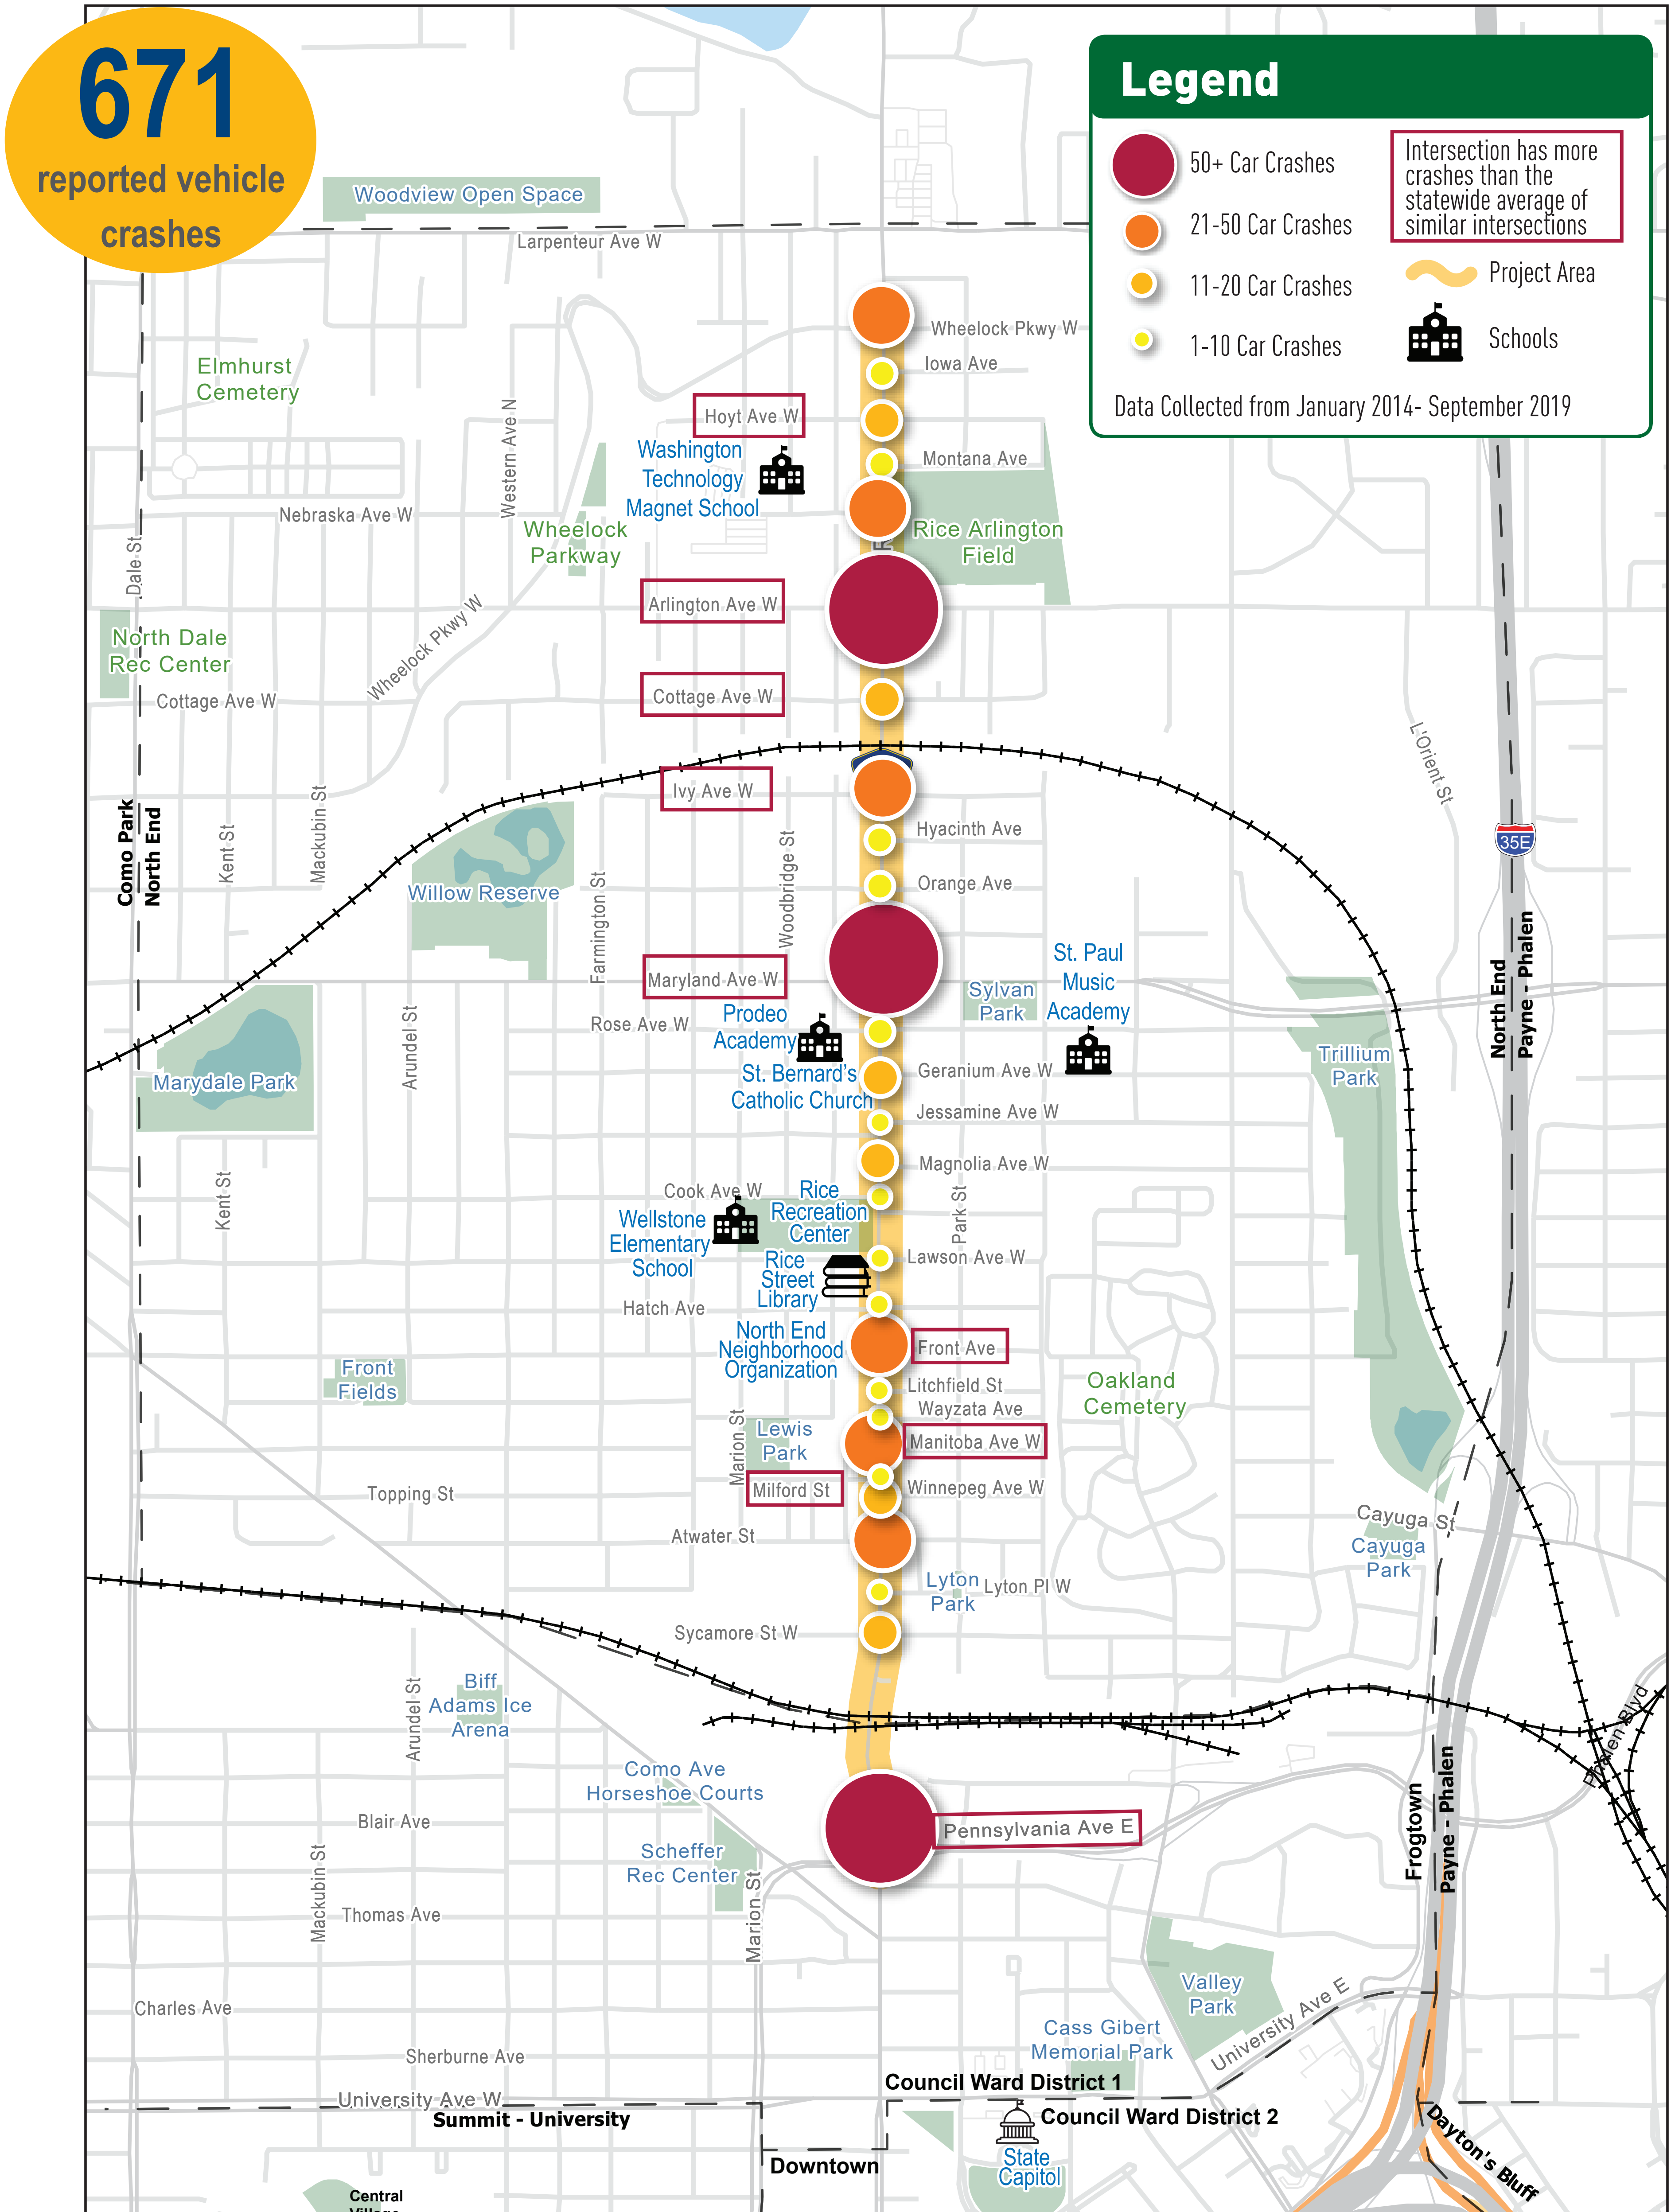 671
reported vehicle
crashes
Legend
50+ Car Crashes
21-50 Car Crashes
11-20 Car Crashes
1-10 Car Crashes
Intersection has more
crashes than the
statewide average of
similar intersections
Project Area
Schools
Data Collected from January 2014- September 2019
Woodview Open Space
Larpenteur Ave W
Wheelock Pkwy W
Iowa Ave
Elmhurst
Cemetery
Western Ave N
Hoyt Ave W
Washington
Technology
Magnet School
Montana Ave
Nebraska Ave W
Wheelock
Parkway
Rice Arlington
Field
Dale St
Arlington Ave W
North Dale
Rec Center
Wheelock Pkwy W
Cottage Ave W
Cottage Ave W
L'Orient St
Ivy Ave W
Como Park
North End
Kent St
Mackubin St
Hyacinth Ave
35E
Woodbridge St
Orange Ave
Willow Reserve
Farmington St
Maryland Ave W
St. Paul
Music
Academy
Sylvan
Park
North End
Payne - Phalen
Rose Ave W
Prodeo
Academy
Arundel St
Marydale Park
St. Bernard's
Catholic Church
Geranium Ave W
Trillium
Park
Jessamine Ave W
Magnolia Ave W
Kent St
Cook Ave W
Rice
Recreation
Center
Park St
Wellstone
Elementary
School
Lawson Ave W
Rice
Street
Library
Hatch Ave
North End
Neighborhood
Organization
Front Ave
Front
Fields
Litchfield St
Oakland
Cemetery
Wayzata Ave
Marion St
Lewis
Park
Manitoba Ave W
Milford St
Winnepeg Ave W
Topping St
Cayuga St
Atwater St
Cayuga
Park
Lyton
Park
Lyton Pl W
Sycamore St W
Arundel St
Biff
Adams Ice
Arena
Phalen Blvd
Como Ave
Horseshoe Courts
Blair Ave
Pennsylvania Ave E
Frogtown
Payne - Phalen
Mackubin St
Scheffer
Rec Center
Marion St
Thomas Ave
Valley
Park
Charles Ave
University Ave E
Cass Gibert
Memorial Park
Sherburne Ave
University Ave W
Council Ward District 1
Summit - University
Council Ward District 2
Dayton's Bluff
State
Capitol
Downtown
Central